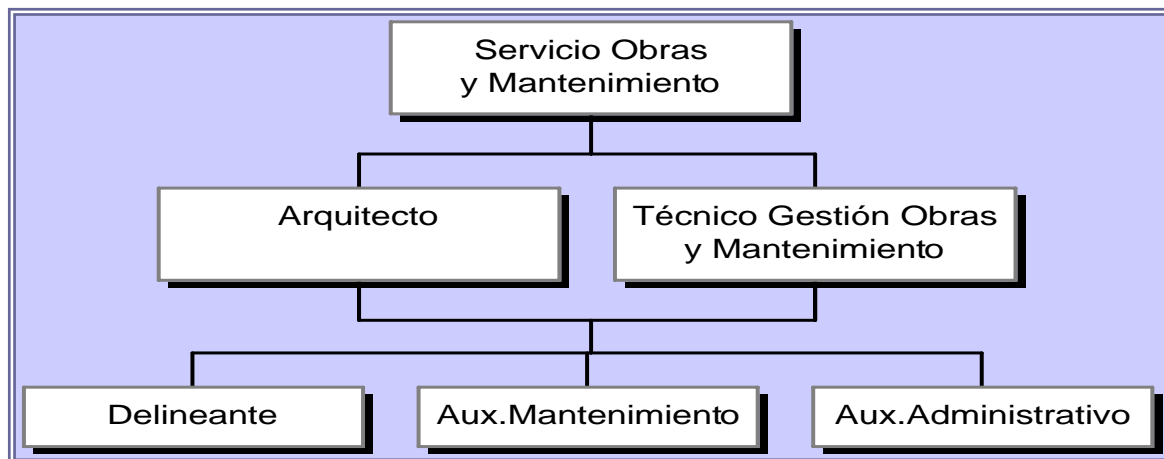 Servicio Obras
y Mantenimiento
Arquitecto
Técnico Gestión Obras
y Mantenimiento
Delineante
Aux.Mantenimiento
Aux.Administrativo